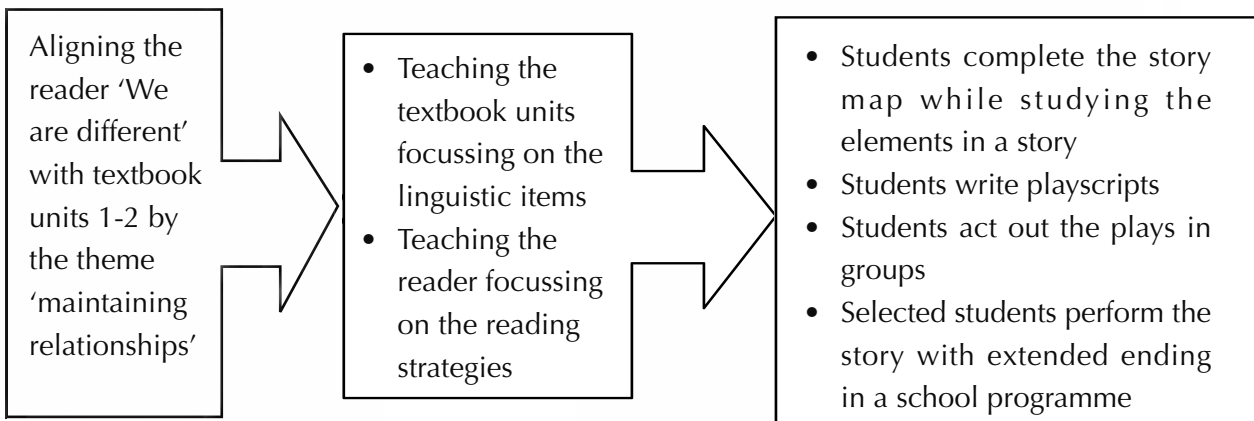 Aligning the
reader ‘We
are different’
with textbook
units 1-2 by
the theme
‘maintaining
relationships’
• Teaching the
textbook units
focussing on the
linguistic items
• Teaching the
reader focussing
on the reading
strategies
• Students complete the story
map while studying the
elements in a story
• Students write playscripts
• Students act out the plays in
groups
• Selected students perform the
story with extended ending
in a school programme